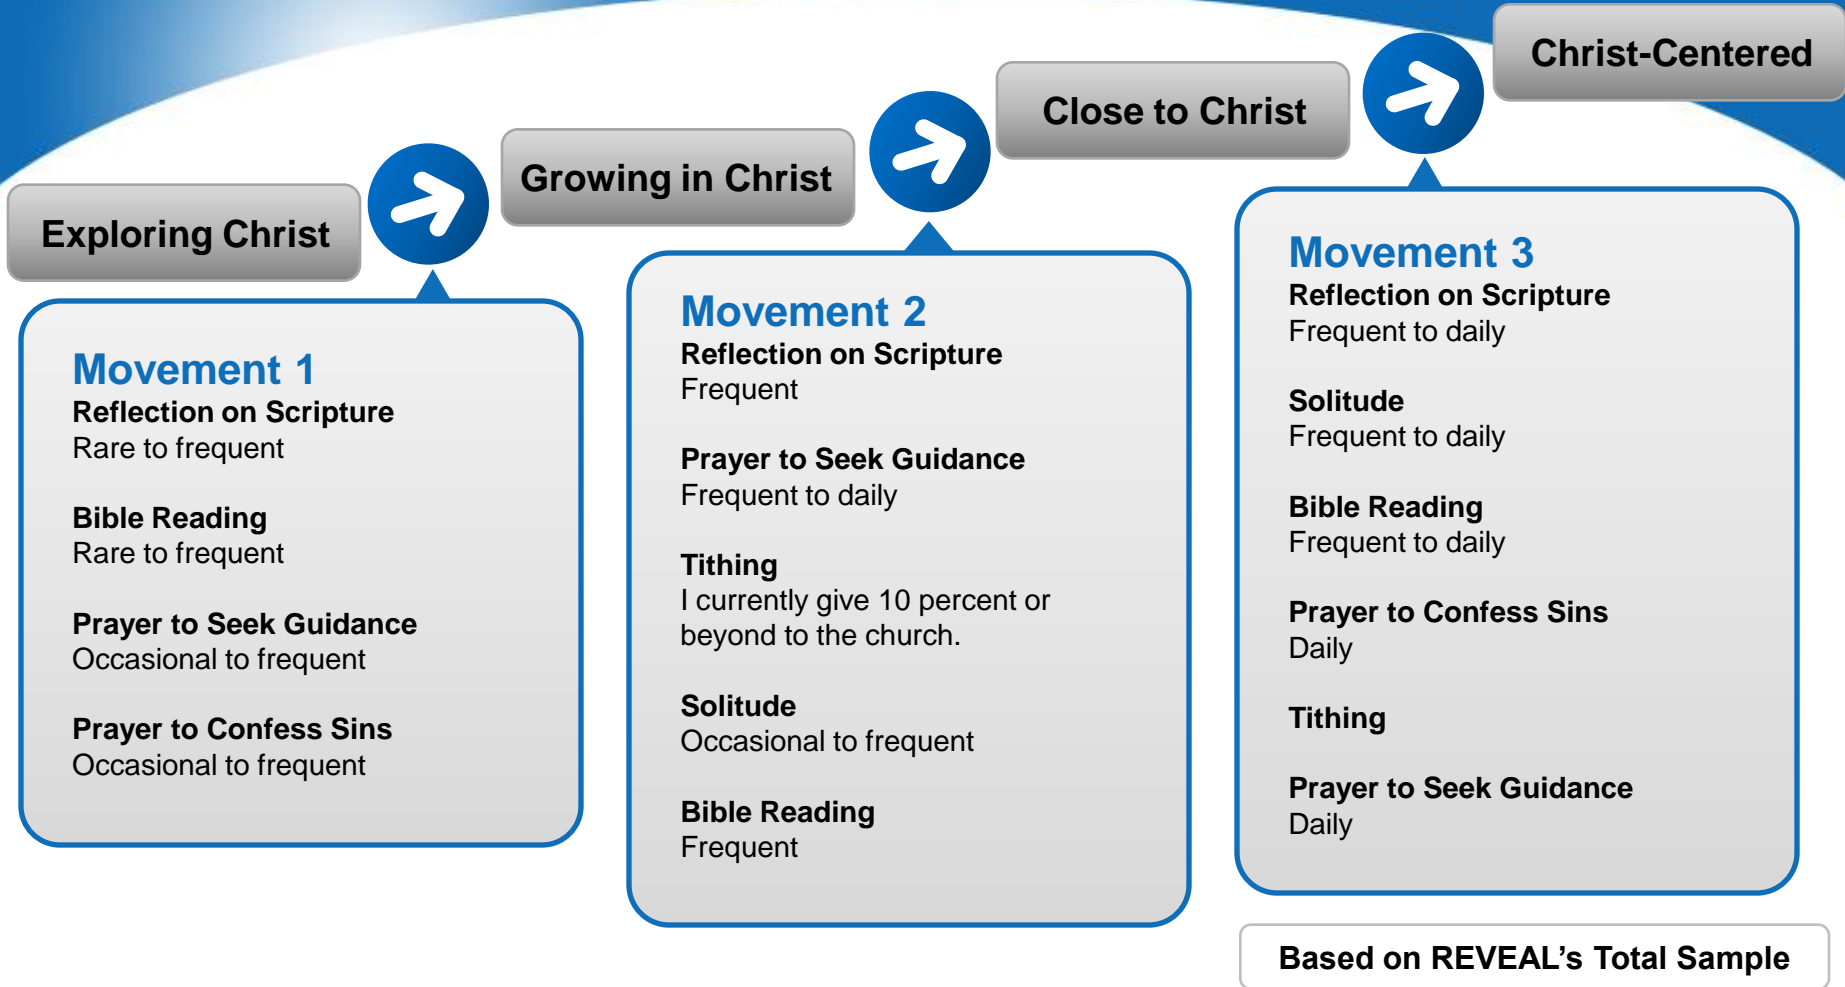 Exploring Christ
Growing in Christ
Close to Christ
Christ-Centered
Movement 1
Reflection on Scripture
Rare to frequent
Bible Reading
Rare to frequent
Prayer to Seek Guidance
Occasional to frequent
Prayer to Confess Sins
Occasional to frequent
Movement 2
Reflection on Scripture
Frequent
Prayer to Seek Guidance
Frequent to daily
Tithing
I currently give 10 percent or
beyond to the church.
Solitude
Occasional to frequent
Bible Reading
Frequent
Movement 3
Reflection on Scripture
Frequent to daily
Solitude
Frequent to daily
Bible Reading
Frequent to daily
Prayer to Confess Sins
Daily
Tithing
Prayer to Seek Guidance
Daily
Based on REVEAL's Total Sample